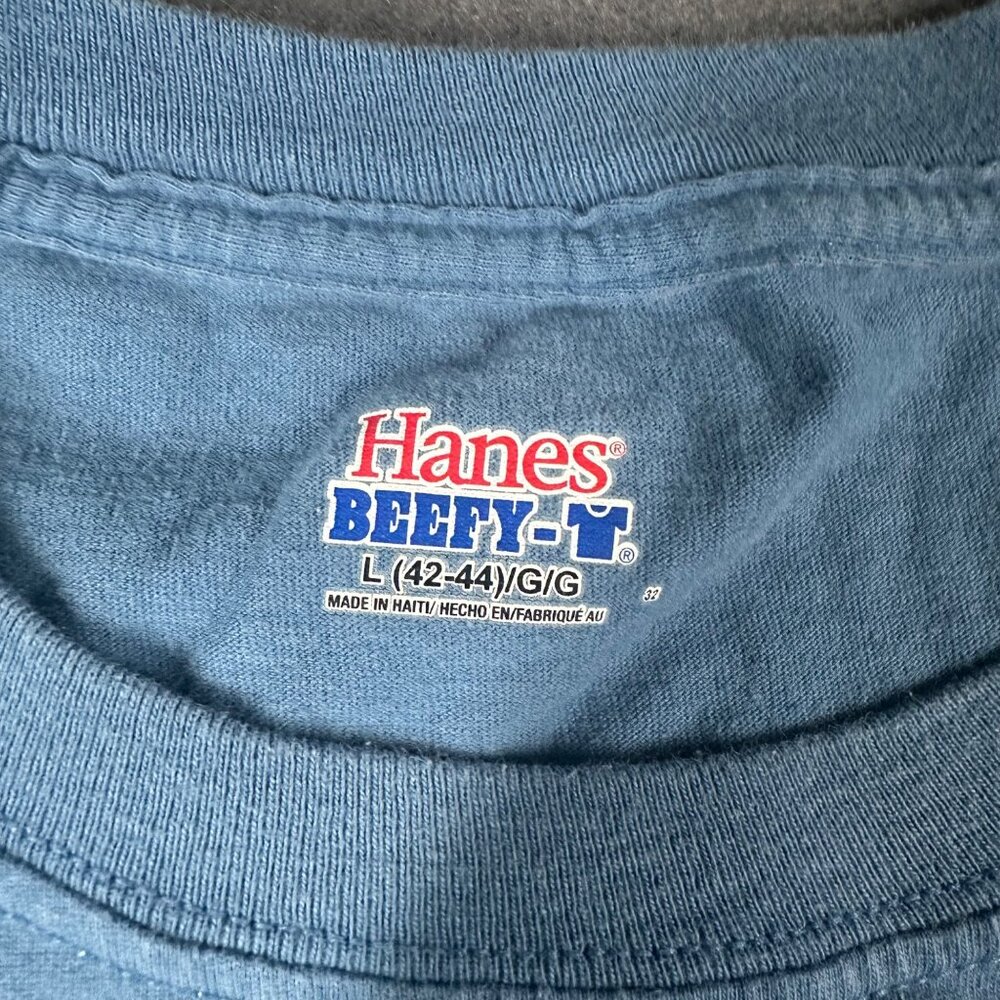 Hanes®
BEEFY-T®
L (42-44)/G/G
MADE IN HAITI/ HECHO EN/FABRIQUÉ AU
32